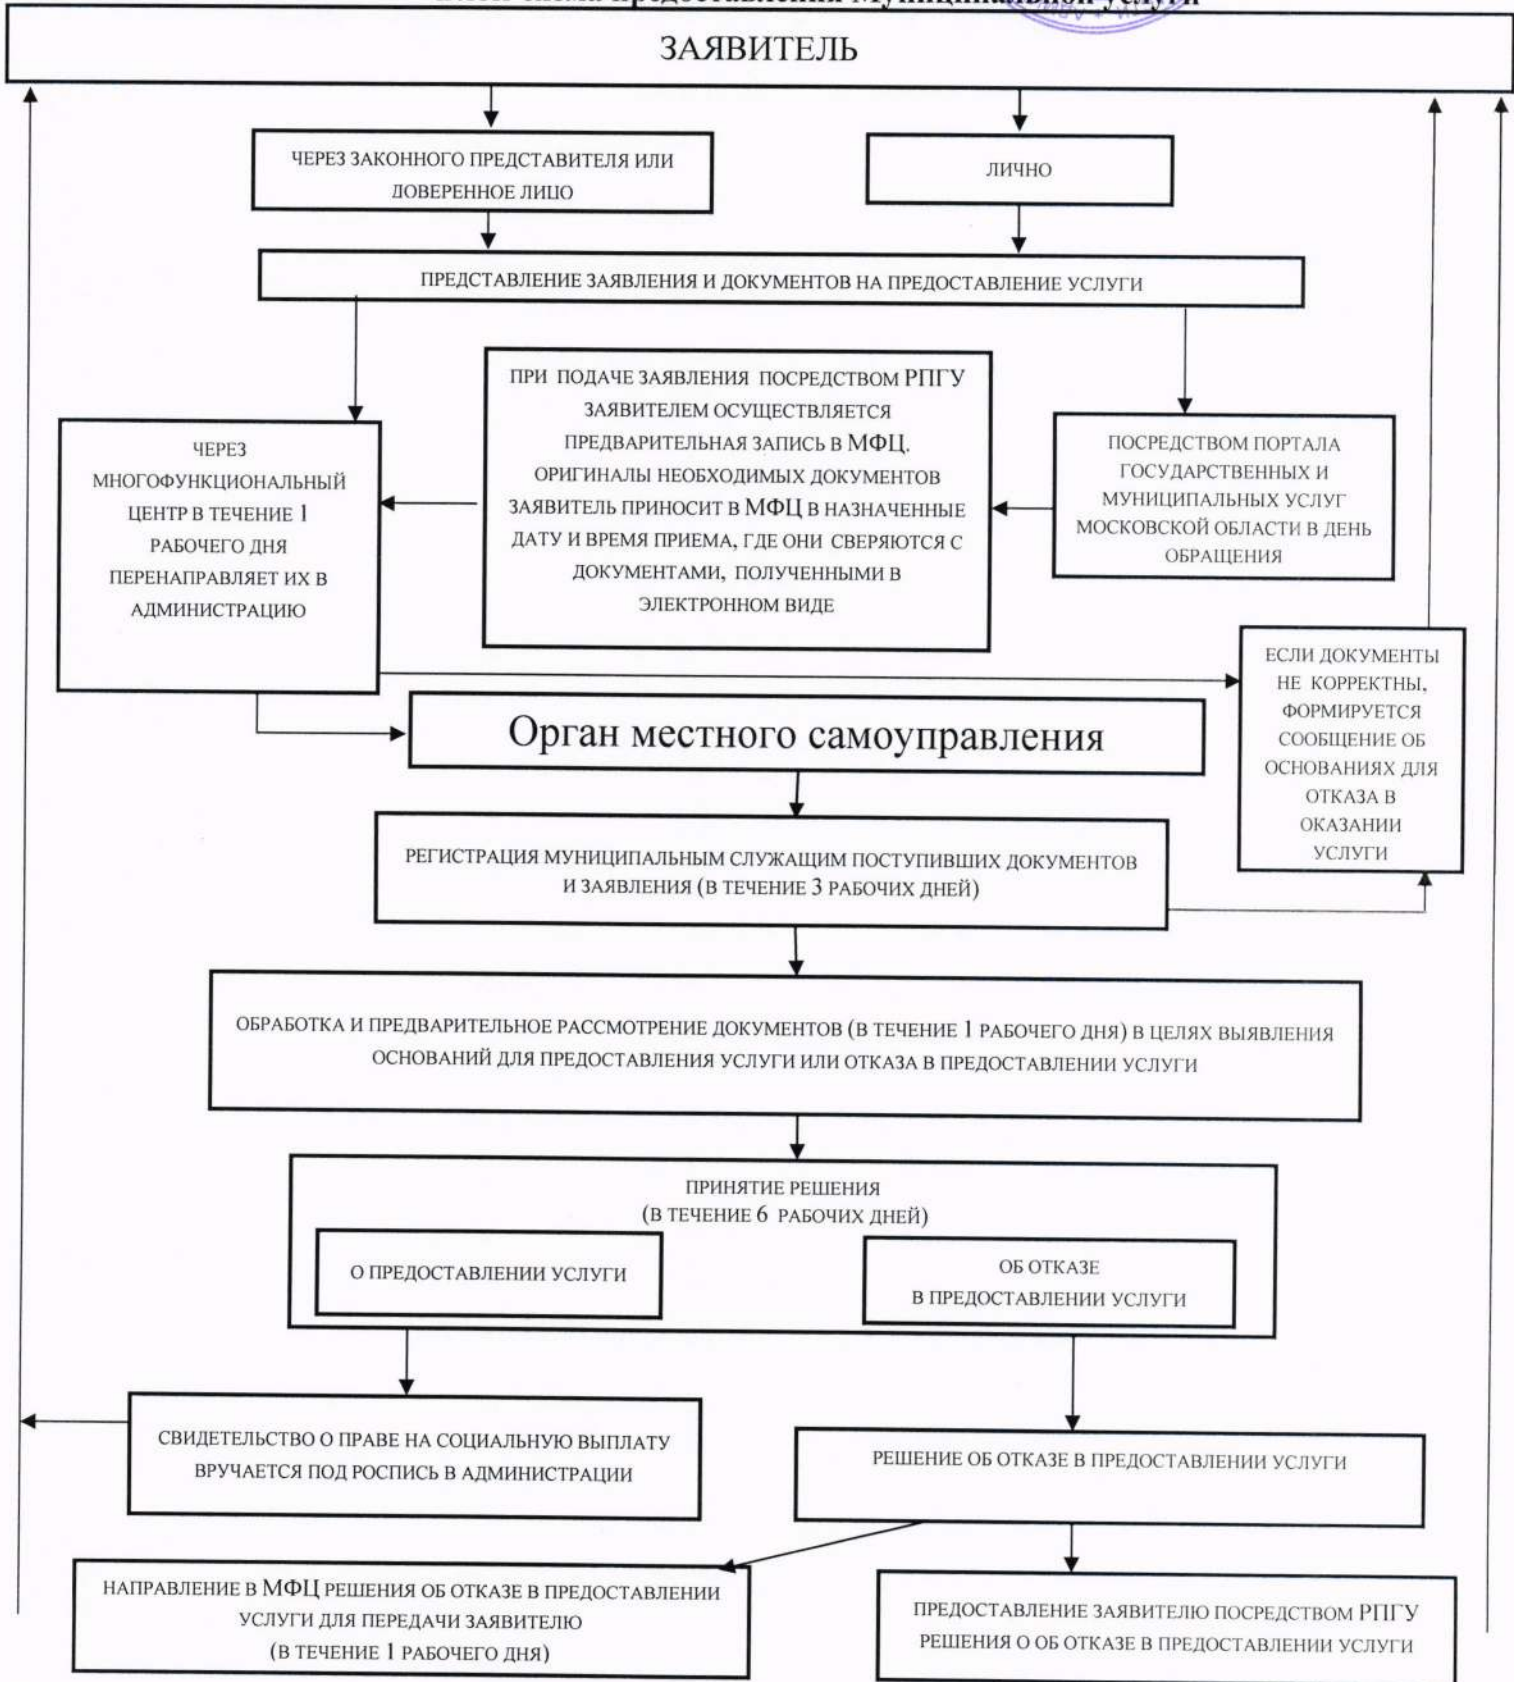 схема предоставления Муниципальной услуги
ЗАЯВИТЕЛЬ
ЧЕРЕЗ ЗАКОННОГО ПРЕДСТАВИТЕЛЯ ИЛИ
ДОВЕРЕННОЕ ЛИЦО
ЛИЧНО
ПРЕДСТАВЛЕНИЕ ЗАЯВЛЕНИЯ И ДОКУМЕНТОВ НА ПРЕДОСТАВЛЕНИЕ УСЛУГИ
ЧЕРЕЗ
МНОГОФУНКЦИОНАЛЬНЫЙ
ЦЕНТР В ТЕЧЕНИЕ 1
РАБОЧЕГО ДНЯ
ПЕРЕНАПРАВЛЯЕТ ИХ В
АДМИНИСТРАЦИЮ
ПРИ ПОДАЧЕ ЗАЯВЛЕНИЯ ПОСРЕДСТВОМ РПГУ
ЗАЯВИТЕЛЕМ ОСУЩЕСТВЛЯЕТСЯ
ПРЕДВАРИТЕЛЬНАЯ ЗАПИСЬ В МФЦ.
ОРИГИНАЛЫ НЕОБХОДИМЫХ ДОКУМЕНТОВ
ЗАЯВИТЕЛЬ ПРИНОСИТ В МФЦ В НАЗНАЧЕННЫЕ
ДАТУ И ВРЕМЯ ПРИЕМА, ГДЕ ОНИ СВЕРЯЮТСЯ С
ДОКУМЕНТАМИ, ПОЛУЧЕННЫМИ В
ЭЛЕКТРОННОМ ВИДЕ
ПОСРЕДСТВОМ ПОРТАЛА
ГОСУДАРСТВЕННЫХ И
МУНИЦИПАЛЬНЫХ УСЛУГ
МОСКОВСКОЙ ОБЛАСТИ В ДЕНЬ
ОБРАЩЕНИЯ
ЕСЛИ ДОКУМЕНТЫ
НЕ КОРРЕКТНЫ,
ФОРМИРУЕТСЯ
СООБЩЕНИЕ ОБ
ОСНОВАНИЯХ ДЛЯ
ОТКАЗА В
ОКАЗАНИИ
УСЛУГИ
Орган местного самоуправления
РЕГИСТРАЦИЯ МУНИЦИПАЛЬНЫМ СЛУЖАЩИМ ПОСТУПИВШИХ ДОКУМЕНТОВ
И ЗАЯВЛЕНИЯ (В ТЕЧЕНИЕ 3 РАБОЧИХ ДНЕЙ)
ОБРАБОТКА И ПРЕДВАРИТЕЛЬНОЕ РАССМОТРЕНИЕ ДОКУМЕНТОВ (В ТЕЧЕНИЕ 1 РАБОЧЕГО ДНЯ) В ЦЕЛЯХ ВЫЯВЛЕНИЯ
ОСНОВАНИЙ ДЛЯ ПРЕДОСТАВЛЕНИЯ УСЛУГИ ИЛИ ОТКАЗА В ПРЕДОСТАВЛЕНИИ УСЛУГИ
ПРИНЯТИЕ РЕШЕНИЯ
(В ТЕЧЕНИЕ 6 РАБОЧИХ ДНЕЙ)
О ПРЕДОСТАВЛЕНИИ УСЛУГИ
ОБ ОТКАЗЕ
В ПРЕДОСТАВЛЕНИИ УСЛУГИ
СВИДЕТЕЛЬСТВО О ПРАВЕ НА СОЦИАЛЬНУЮ ВЫПЛАТУ
ВРУЧАЕТСЯ ПОД РОСПИСЬ В АДМИНИСТРАЦИИ
РЕШЕНИЕ ОБ ОТКАЗЕ В ПРЕДОСТАВЛЕНИИ УСЛУГИ
НАПРАВЛЕНИЕ В МФЦ РЕШЕНИЯ ОБ ОТКАЗЕ В ПРЕДОСТАВЛЕНИИ
УСЛУГИ ДЛЯ ПЕРЕДАЧИ ЗАЯВИТЕЛЮ
(В ТЕЧЕНИЕ 1 РАБОЧЕГО ДНЯ)
ПРЕДОСТАВЛЕНИЕ ЗАЯВИТЕЛЮ ПОСРЕДСТВОМ РПГУ
РЕШЕНИЯ О ОБ ОТКАЗЕ В ПРЕДОСТАВЛЕНИИ УСЛУГИ